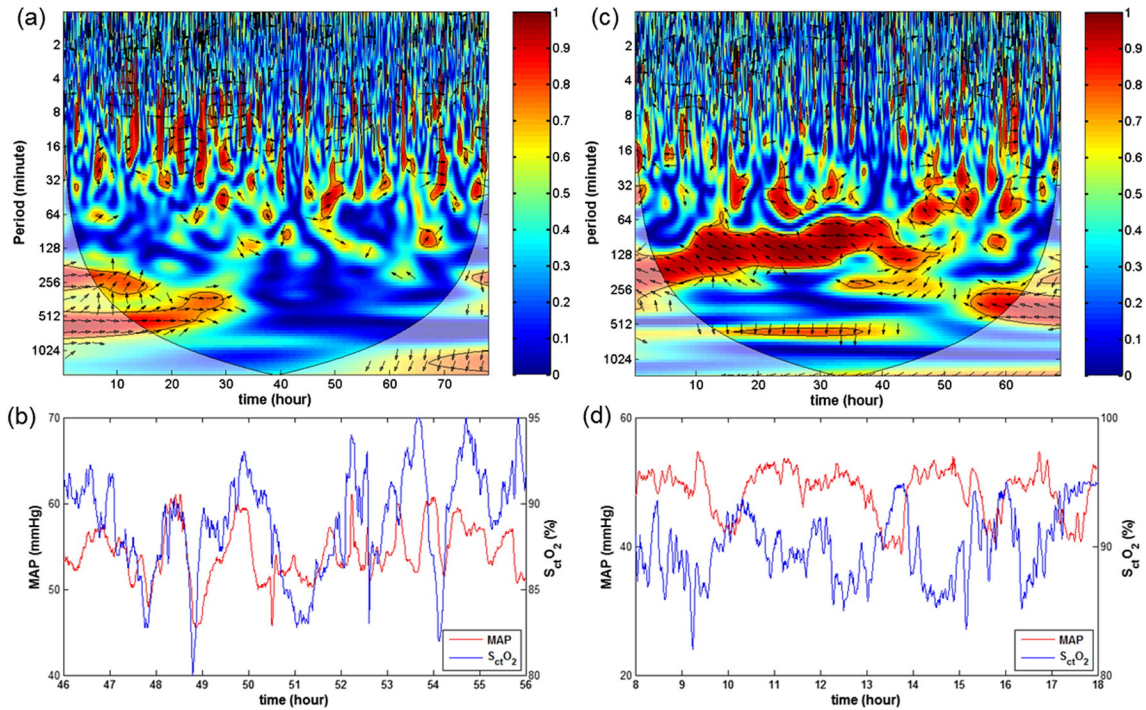 (a)
Period (minute)
2
4
8
16
32
64
128
256
512
1024
10 20 30 40 50 60 70
time (hour)
1
0.9
0.8
0.7
0.6
0.5
0.4
0.3
0.2
0.1
0
(c)
period (minute)
2
4
8
16
32
64
128
256
512
1024
10 20 30 40 50 60
time (hour)
1
0.9
0.8
0.7
0.6
0.5
0.4
0.3
0.2
0.1
0
(b)
MAP (mmHg)
70
60
50
40
46 47 48 49 50 51 52 53 54 55 56
time (hour)
95
90
85
80
SctO2 (%)
MAP
SctO2
(d)
MAP (mmHg)
60
40
20
8 9 10 11 12 13 14 15 16 17 18
time (hour)
100
90
80
SctO2 (%)
MAP
SctO2